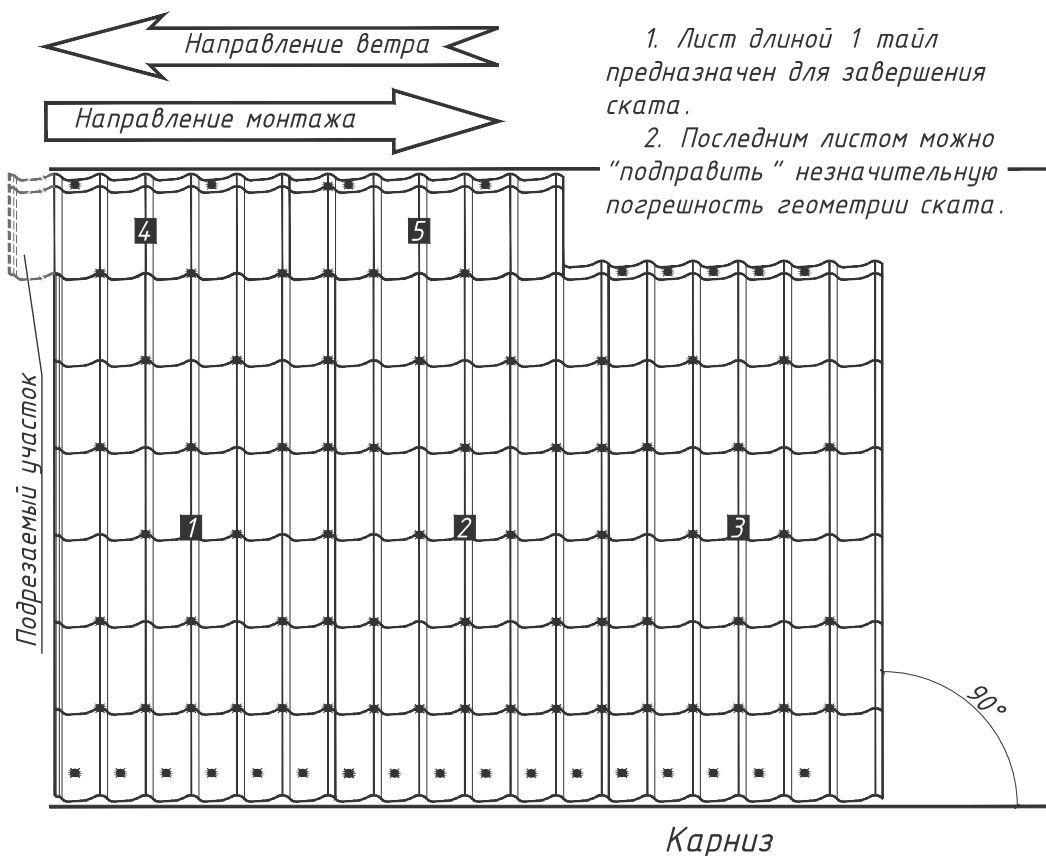 Направление ветра
Направление монтажа
1. Лист длиной 1 тайл
предназначен для завершения
ската.
2. Последним листом можно
"подправить" незначительную
погрешность геометрии ската.
4
5
Подрезаемый участок
1
2
3
90°
Карниз